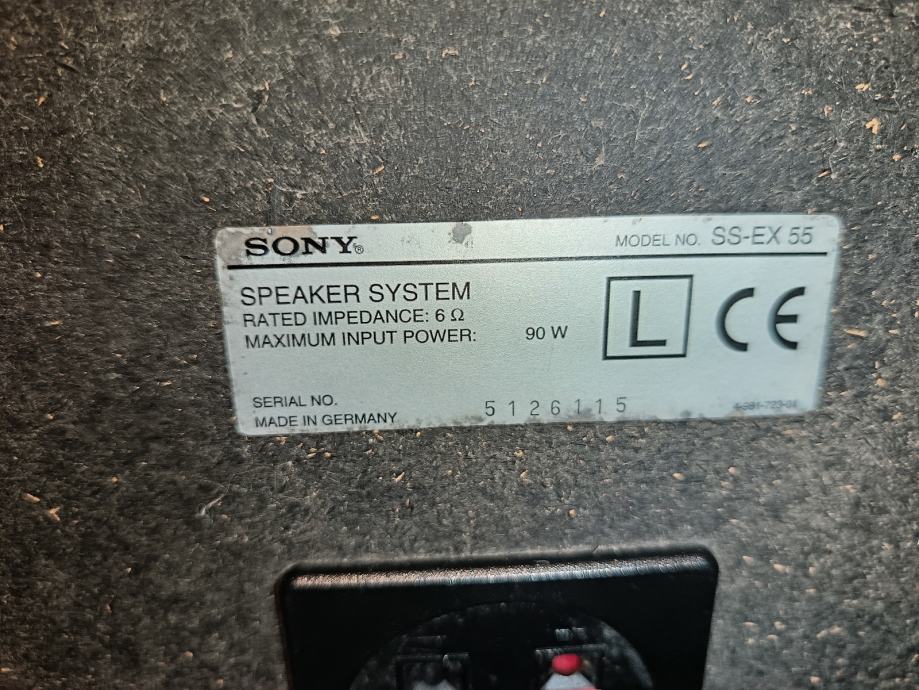 SONY®
MODEL NO. SS-EX 55
SPEAKER SYSTEM
RATED IMPEDANCE: 6 Ω
MAXIMUM INPUT POWER: 90 W
L
CE
SERIAL NO. 5126115
MADE IN GERMANY